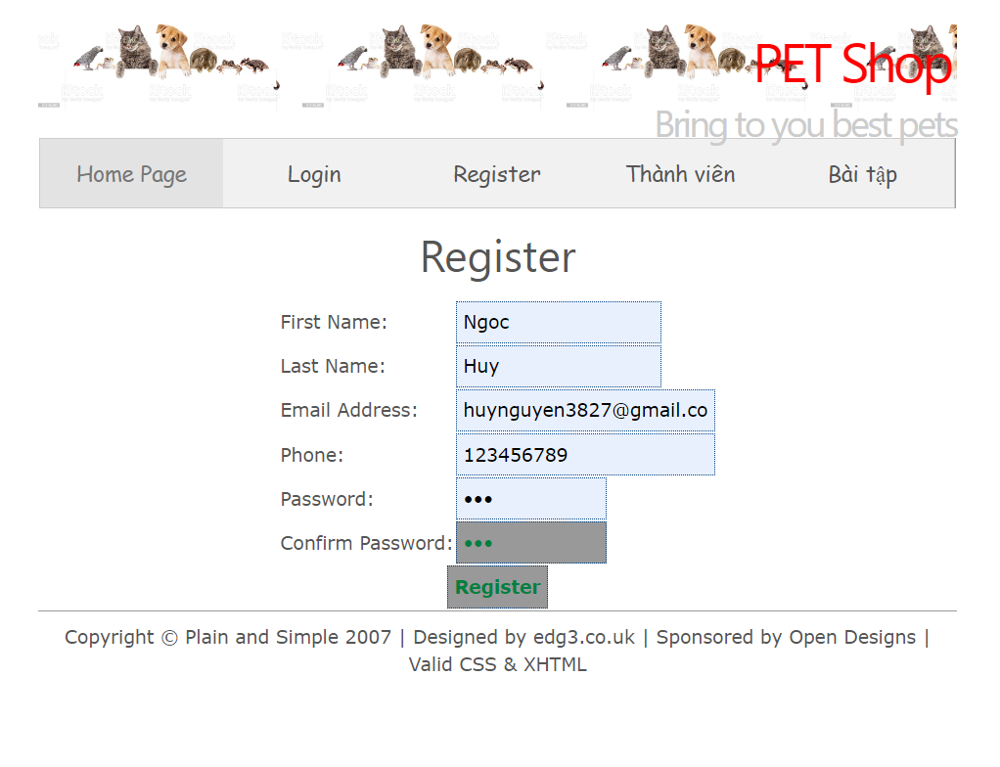 PET Shop
Bring to you best pets
Home Page Login Register Thành viên Bài tập
Register
First Name: Ngoc
Last Name: Huy
Email Address: huynguyen3827@gmail.co
Phone: 123456789
Password: •••
Confirm Password: •••
Register
Copyright © Plain and Simple 2007 | Designed by edg3.co.uk | Sponsored by Open Designs |
Valid CSS & XHTML